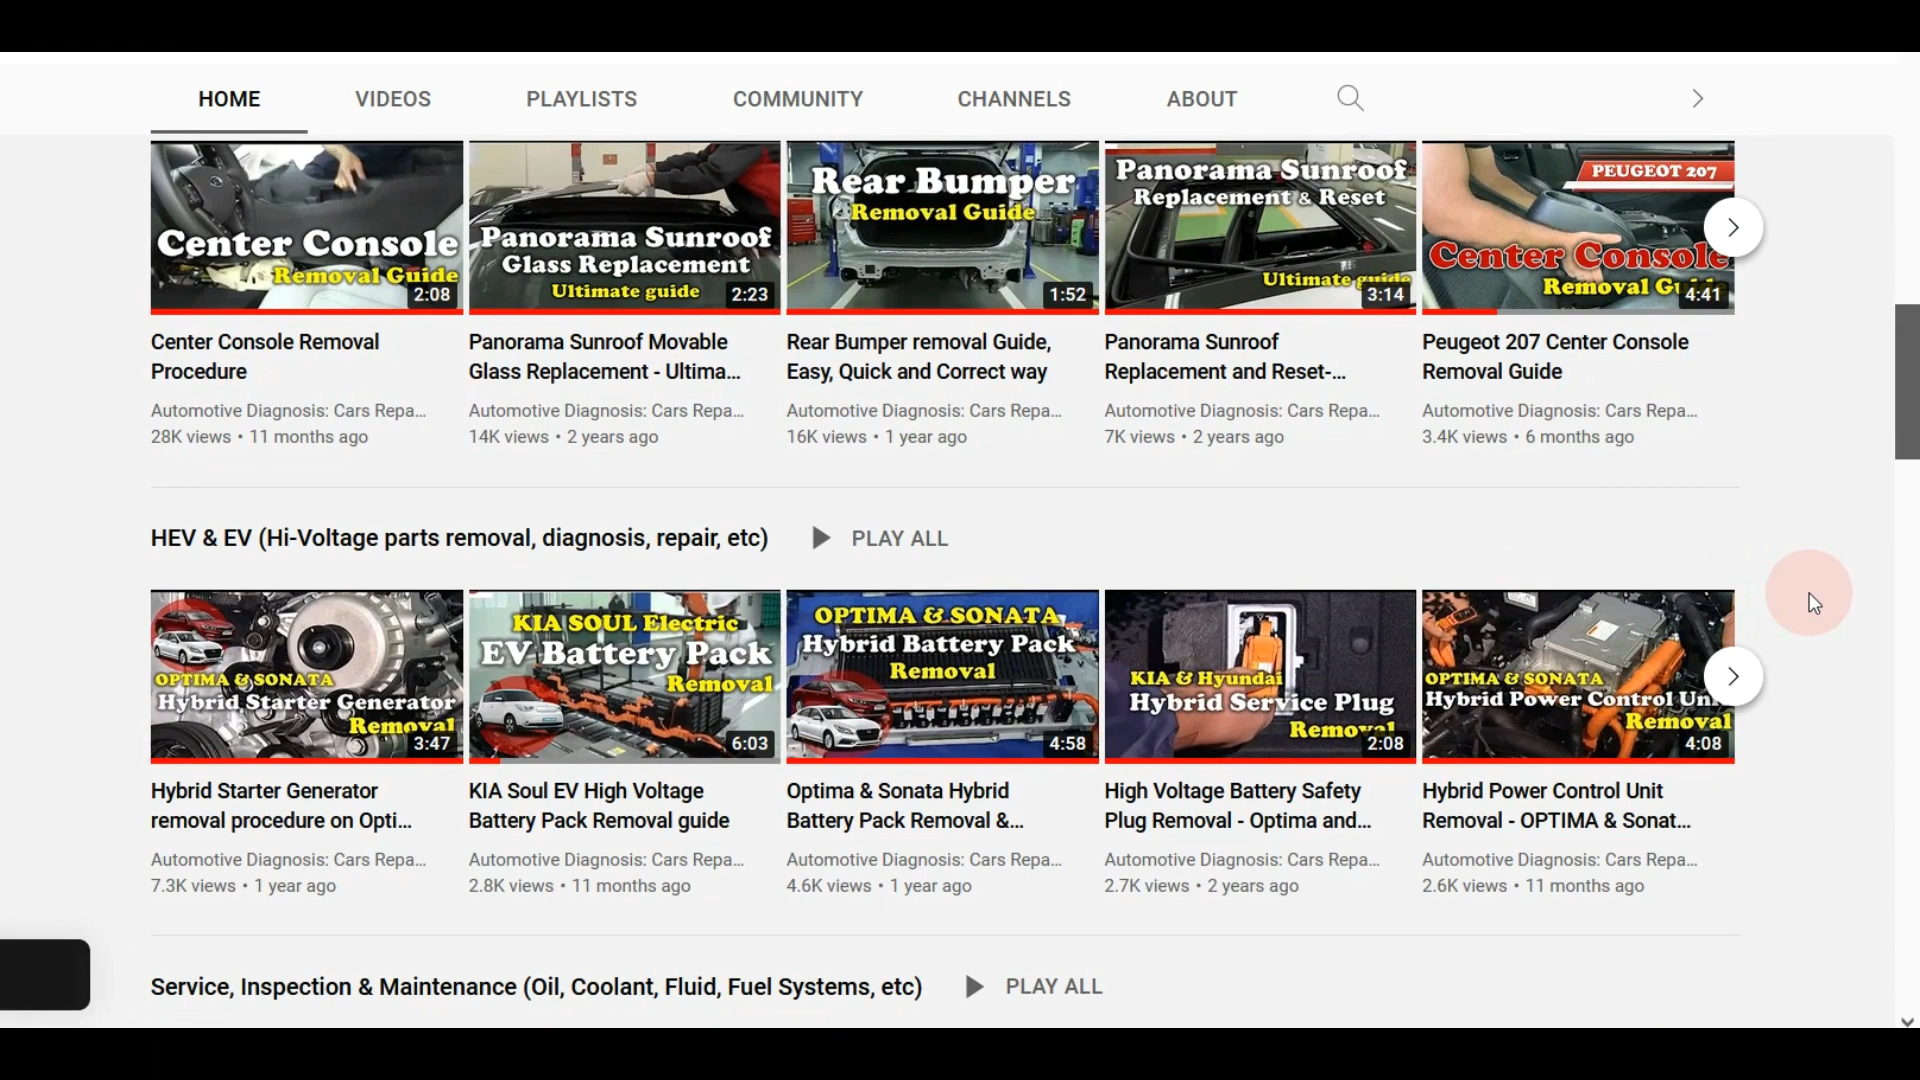 HOME VIDEOS PLAYLISTS COMMUNITY CHANNELS ABOUT
Center Console
Removal Guide
2:08
Panorama Sunroof
Glass Replacement
Ultimate guide
2:23
Rear Bumper
Removal Guide
1:52
Panorama Sunroof
Replacement & Reset
Ultimate guide
3:14
PEUGEOT 207
Center Console
Removal
4:41
Center Console Removal
Procedure
Automotive Diagnosis: Cars Repa...
28K views • 11 months ago
Panorama Sunroof Movable
Glass Replacement - Ultima...
Automotive Diagnosis: Cars Repa...
14K views • 2 years ago
Rear Bumper removal Guide,
Easy, Quick and Correct way
Automotive Diagnosis: Cars Repa...
16K views • 1 year ago
Panorama Sunroof
Replacement and Reset-...
Automotive Diagnosis: Cars Repa...
7K views • 2 years ago
Peugeot 207 Center Console
Removal Guide
Automotive Diagnosis: Cars Repa...
3.4K views • 6 months ago
HEV & EV (Hi-Voltage parts removal, diagnosis, repair, etc) PLAY ALL
OPTIMA & SONATA
Hybrid Starter Generator
Removal
3:47
KIA SOUL Electric
EV Battery Pack
Removal
6:03
OPTIMA & SONATA
Hybrid Battery Pack
Removal
4:58
KIA & Hyundai
Hybrid Service Plug
Removal
2:08
OPTIMA & SONATA
Hybrid Power Control
Removal
4:08
Hybrid Starter Generator
removal procedure on Opti...
Automotive Diagnosis: Cars Repa...
7.3K views • 1 year ago
KIA Soul EV High Voltage
Battery Pack Removal guide
Automotive Diagnosis: Cars Repa...
2.8K views • 11 months ago
Optima & Sonata Hybrid
Battery Pack Removal &...
Automotive Diagnosis: Cars Repa...
4.6K views • 1 year ago
High Voltage Battery Safety
Plug Removal - Optima and...
Automotive Diagnosis: Cars Repa...
2.7K views • 2 years ago
Hybrid Power Control Unit
Removal - OPTIMA & Sonat...
Automotive Diagnosis: Cars Repa...
2.6K views • 11 months ago
Service, Inspection & Maintenance (Oil, Coolant, Fluid, Fuel Systems, etc) PLAY ALL